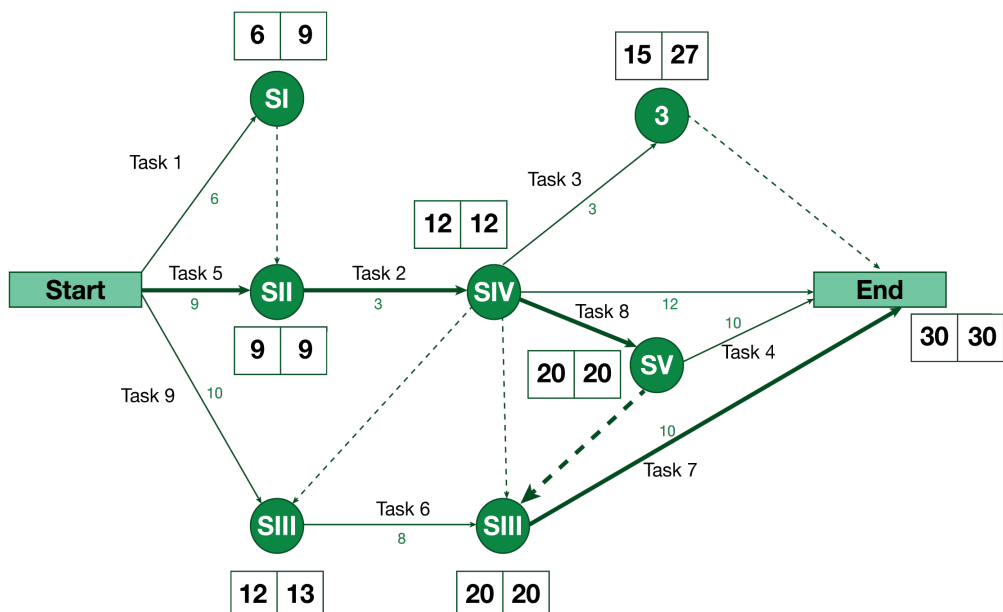 6 9
SI
15 27
3
Task 1
6
Task 3
3
12 12
Start
Task 5
9
SII
9 9
Task 2
3
SIV
12
End
30 30
Task 8
20 20
SV
10
Task 4
Task 9
10
10
Task 7
SIII
Task 6
8
SIII
12 13
20 20